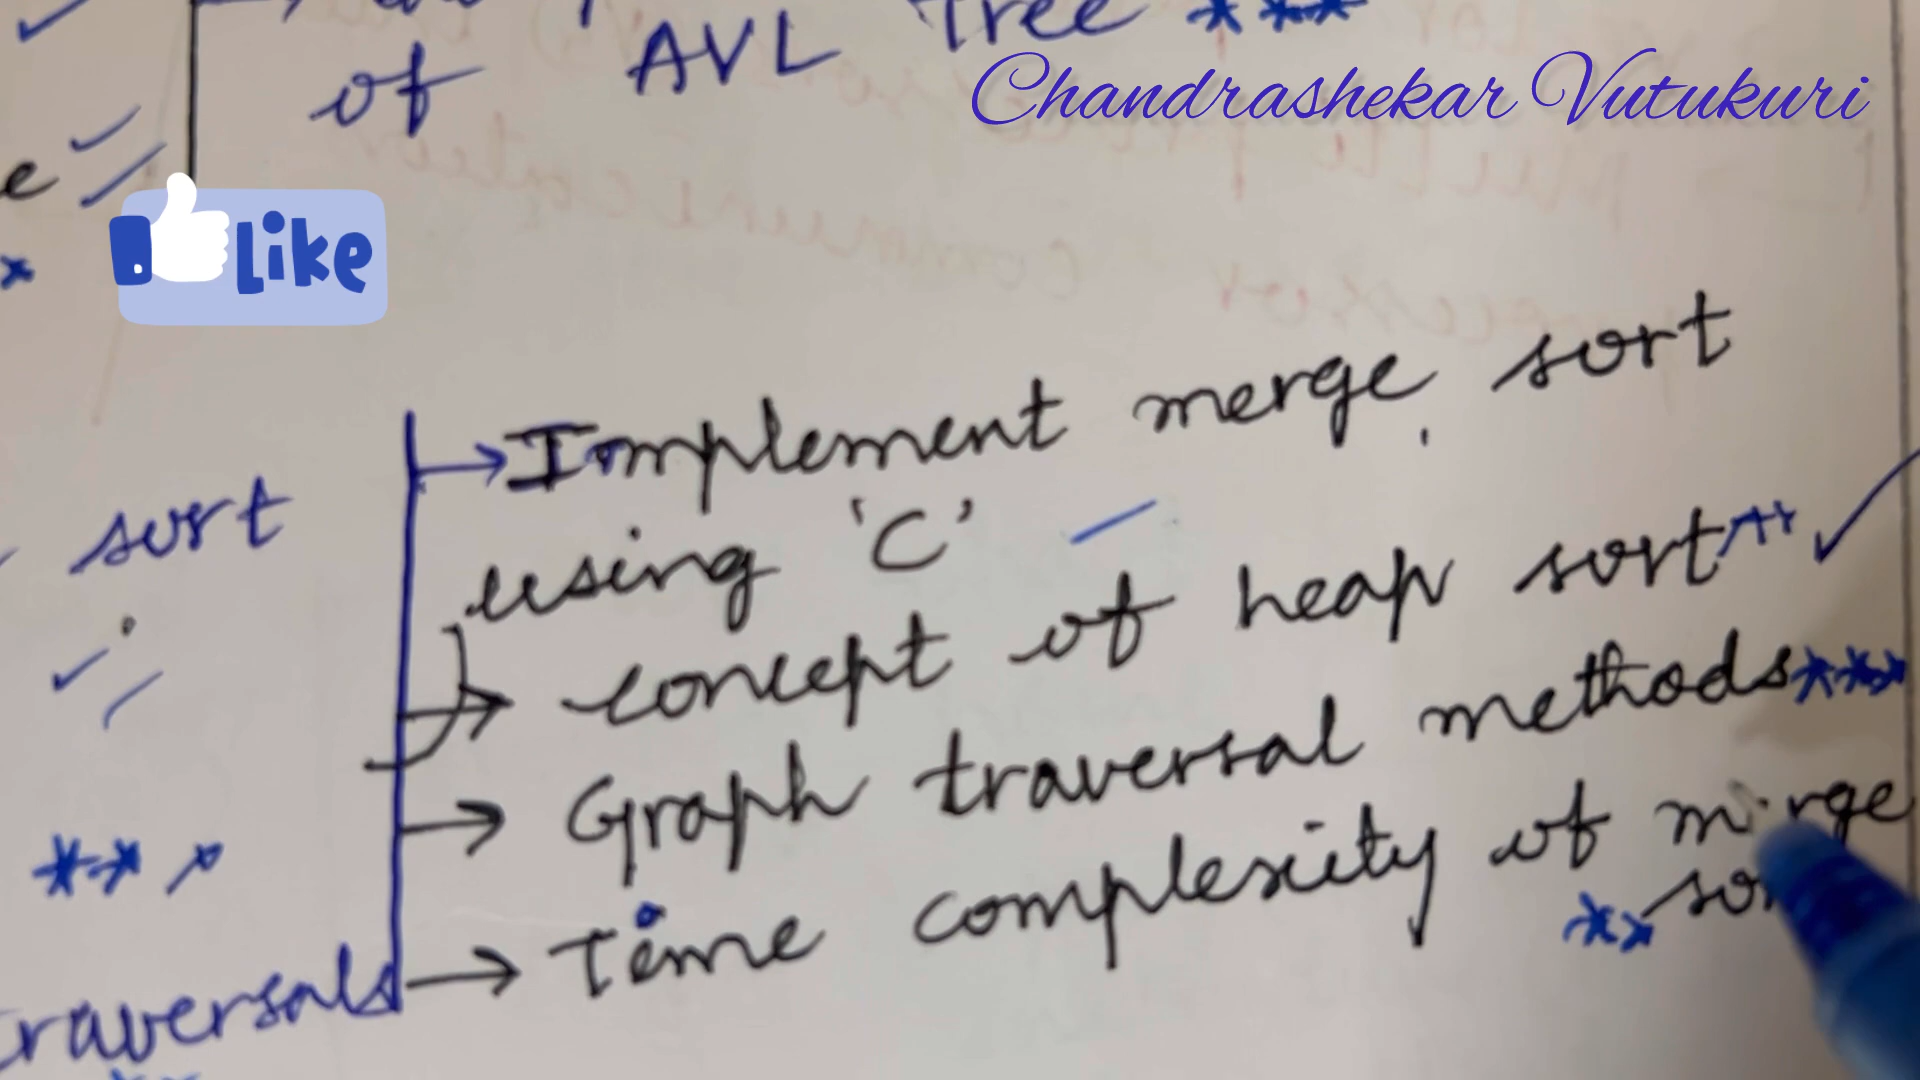 of AVL Tree ***
Chandrashekar Vutukuri
Like
→ Implement merge sort
using 'C'
sort
→ concept of heap sort **
→ Graph traversal methods ***
→ Time complexity of merge
** sort
traversals